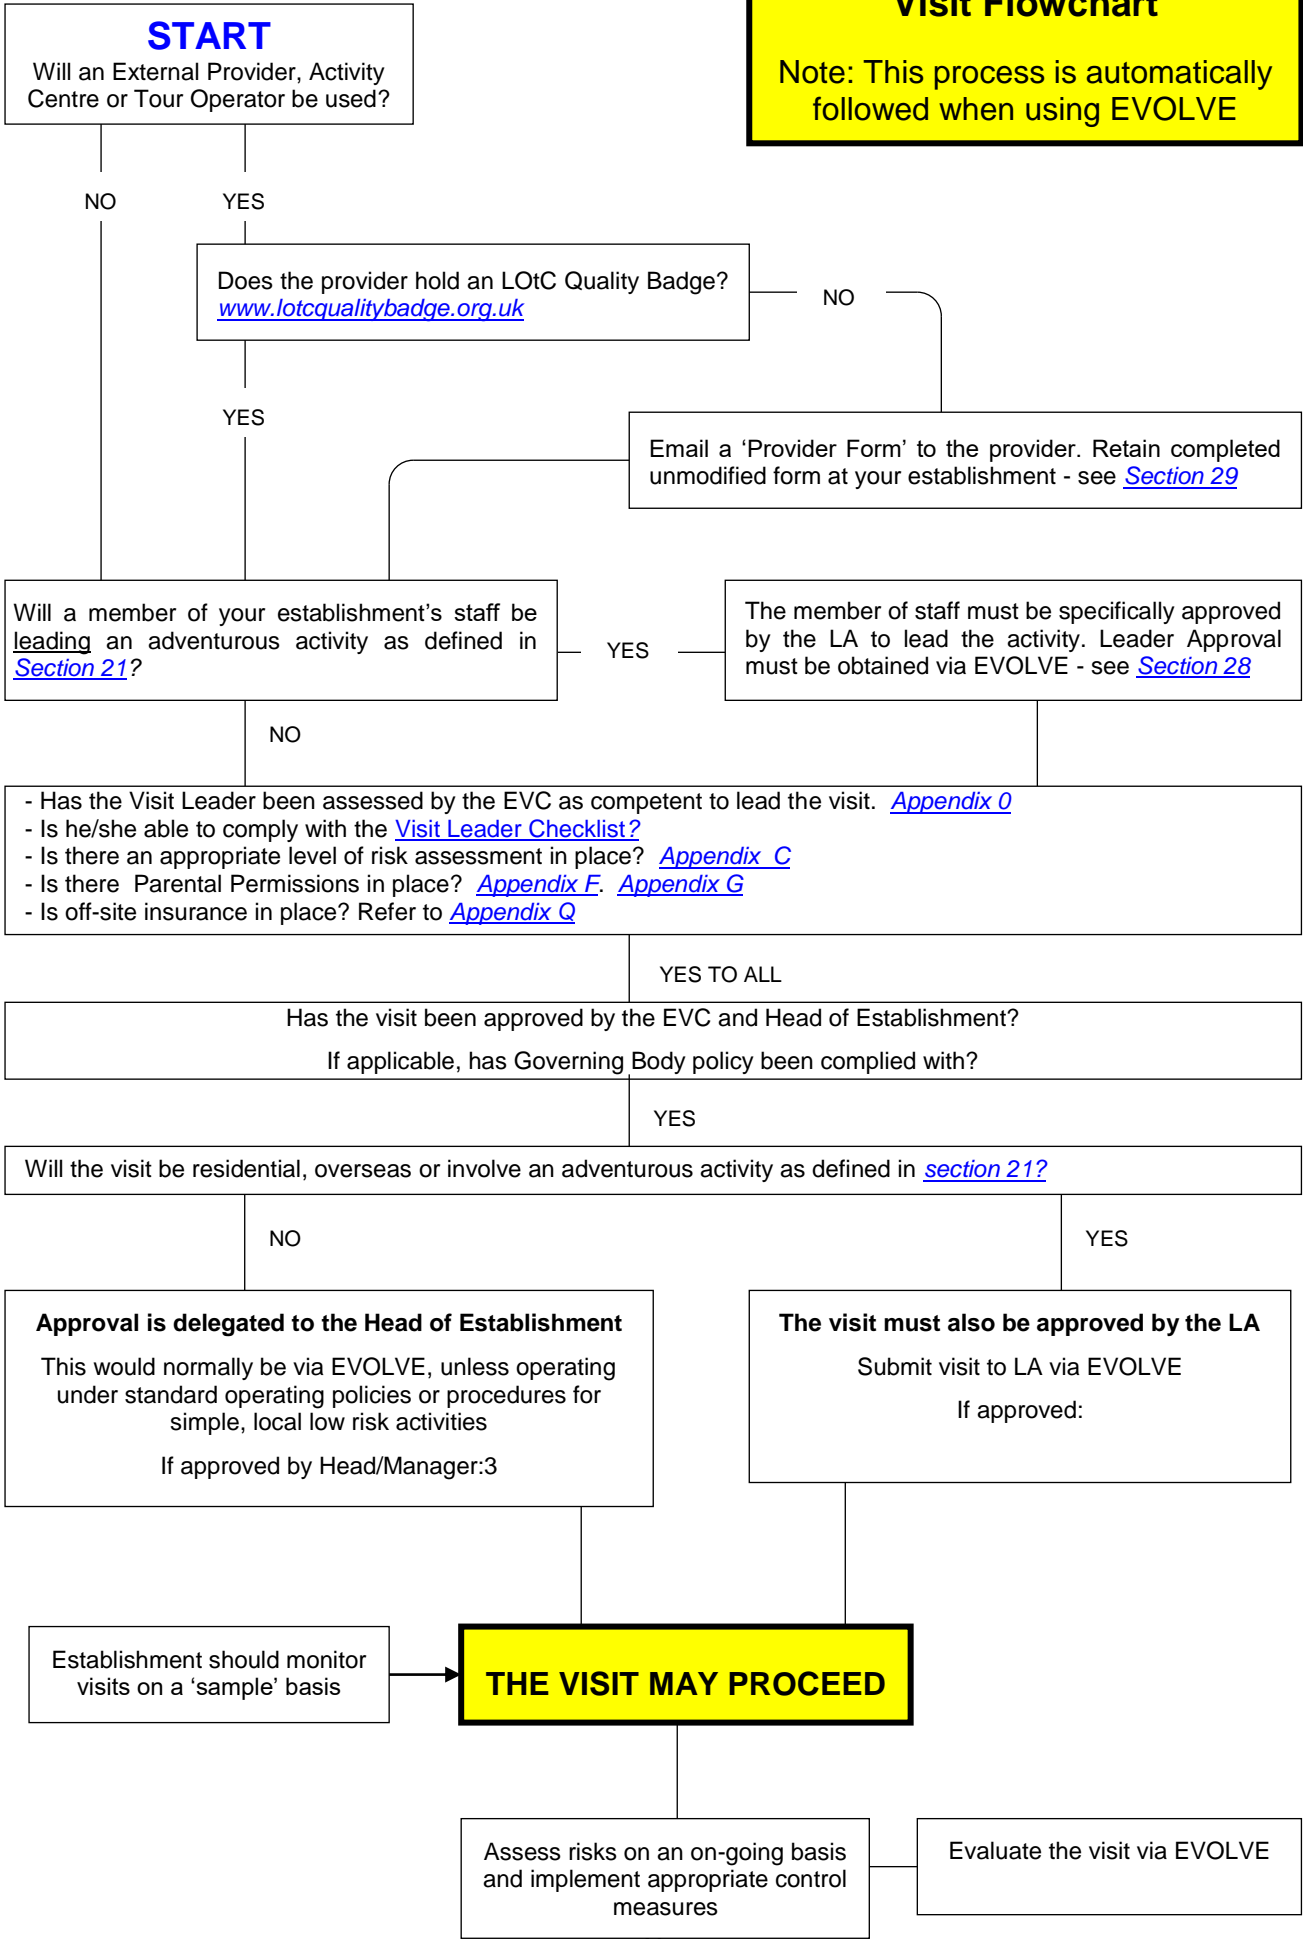 Visit Flowchart
Note: This process is automatically
followed when using EVOLVE
START
Will an External Provider, Activity
Centre or Tour Operator be used?
NO
YES
Does the provider hold an LOtC Quality Badge?
www.lotcqualitybadge.org.uk
NO
YES
Email a ‘Provider Form’ to the provider. Retain completed
unmodified form at your establishment - see Section 29
Will a member of your establishment’s staff be
leading an adventurous activity as defined in
Section 21?
YES
The member of staff must be specifically approved
by the LA to lead the activity. Leader Approval
must be obtained via EVOLVE - see Section 28
NO
- Has the Visit Leader been assessed by the EVC as competent to lead the visit. Appendix 0
- Is he/she able to comply with the Visit Leader Checklist?
- Is there an appropriate level of risk assessment in place? Appendix C
- Is there Parental Permissions in place? Appendix F. Appendix G
- Is off-site insurance in place? Refer to Appendix Q
YES TO ALL
Has the visit been approved by the EVC and Head of Establishment?
If applicable, has Governing Body policy been complied with?
YES
Will the visit be residential, overseas or involve an adventurous activity as defined in section 21?
NO
YES
Approval is delegated to the Head of Establishment
This would normally be via EVOLVE, unless operating
under standard operating policies or procedures for
simple, local low risk activities
If approved by Head/Manager:3
The visit must also be approved by the LA
Submit visit to LA via EVOLVE
If approved:
Establishment should monitor
visits on a ‘sample’ basis
THE VISIT MAY PROCEED
Assess risks on an on-going basis
and implement appropriate control
measures
Evaluate the visit via EVOLVE